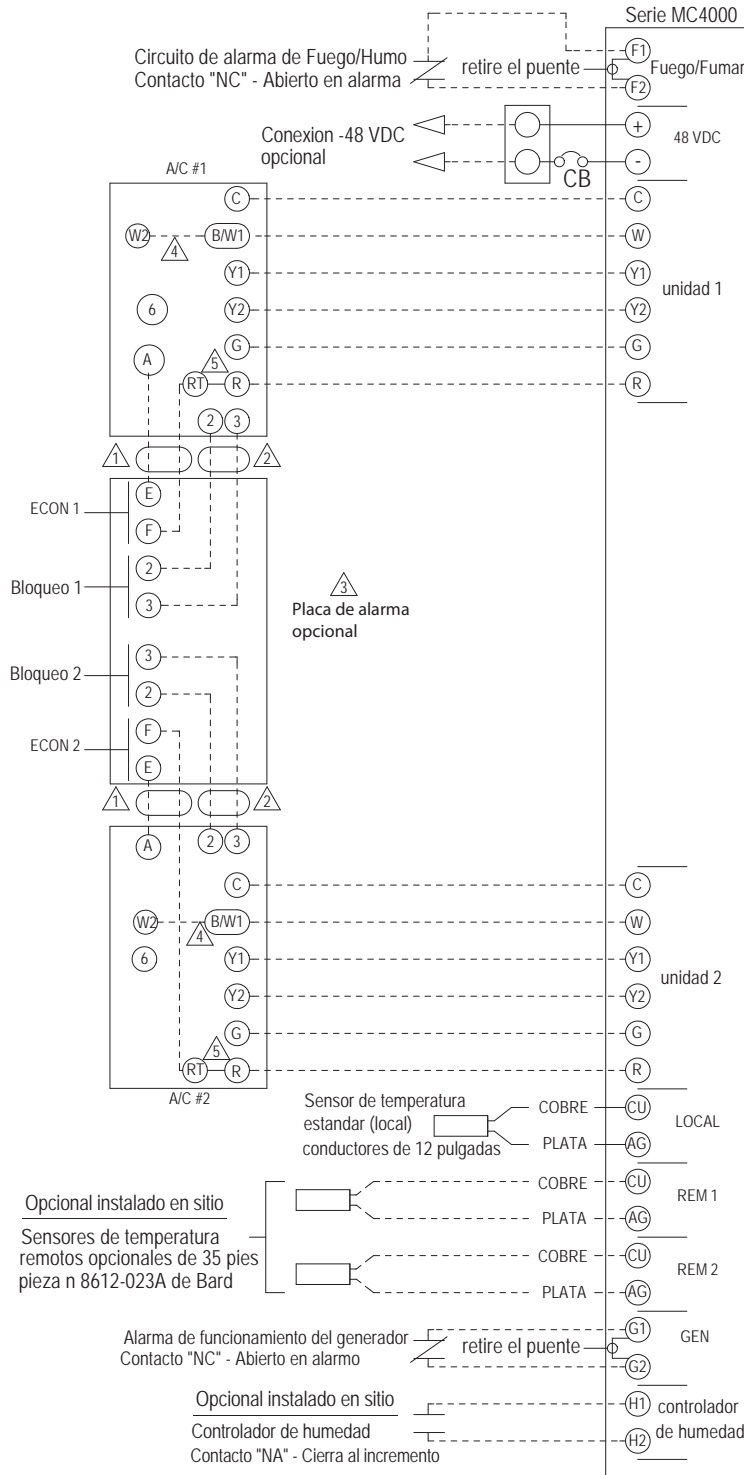 Serie MC4000
Circuito de alarma de Fuego/Humo
Contacto "NC" - Abierto en alarma
retire el puente
F1
F2
Fuego/Fumar
Conexion -48 VDC
opcional
CB
+
-
48 VDC
A/C #1
C
W2
4
B/W1
Y1
6
Y2
A
G
5
RT
R
2
3
C
W
Y1
Y2
G
R
unidad 1
1
2
ECON 1
E
F
Bloqueo 1
2
3
3
Placa de alarma
opcional
Bloqueo 2
3
2
ECON 2
F
E
1
2
A
2
3
C
W2
4
B/W1
6
Y1
Y2
G
5
RT
R
A/C #2
C
W
Y1
Y2
G
R
unidad 2
Sensor de temperatura
estandar (local)
conductores de 12 pulgadas
COBRE
PLATA
CU
AG
LOCAL
Opcional instalado en sitio
Sensores de temperatura
remotos opcionales de 35 pies
pieza n 8612-023A de Bard
COBRE
PLATA
CU
AG
REM 1
COBRE
PLATA
CU
AG
REM 2
Alarma de funcionamiento del generador
Contacto "NC" - Abierto en alarmo
retire el puente
G1
G2
GEN
Opcional instalado en sitio
Controlador de humedad
Contacto "NA" - Cierra al incremento
H1
H2
controlador
de humedad